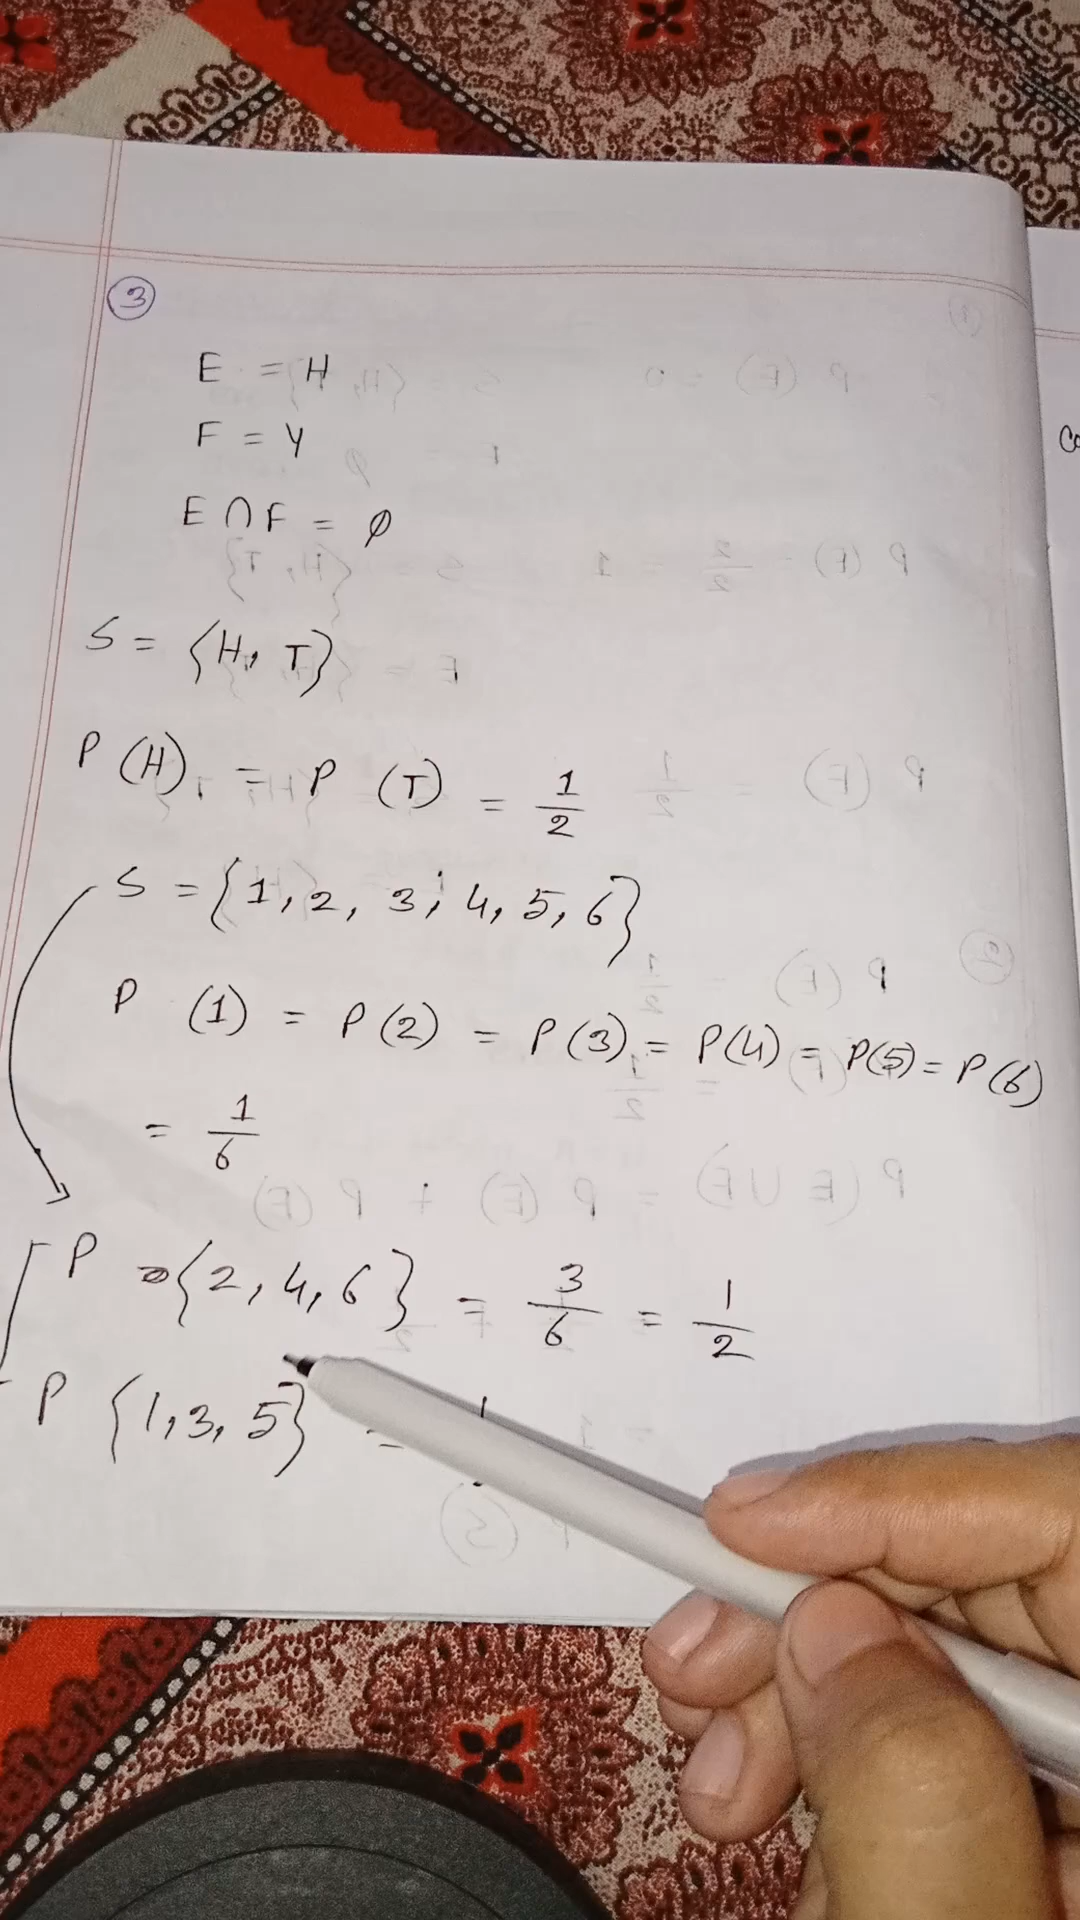 3
E = H
F = Y
E ∩ F = ∅
S = {H, T}
P (H) = P (T) = 1/2
S = {1, 2, 3, 4, 5, 6}
P (1) = P (2) = P (3) = P(4) = P(5) = P(6)
= 1/6
P {2, 4, 6} = 3/6 = 1/2
P {1, 3, 5} =